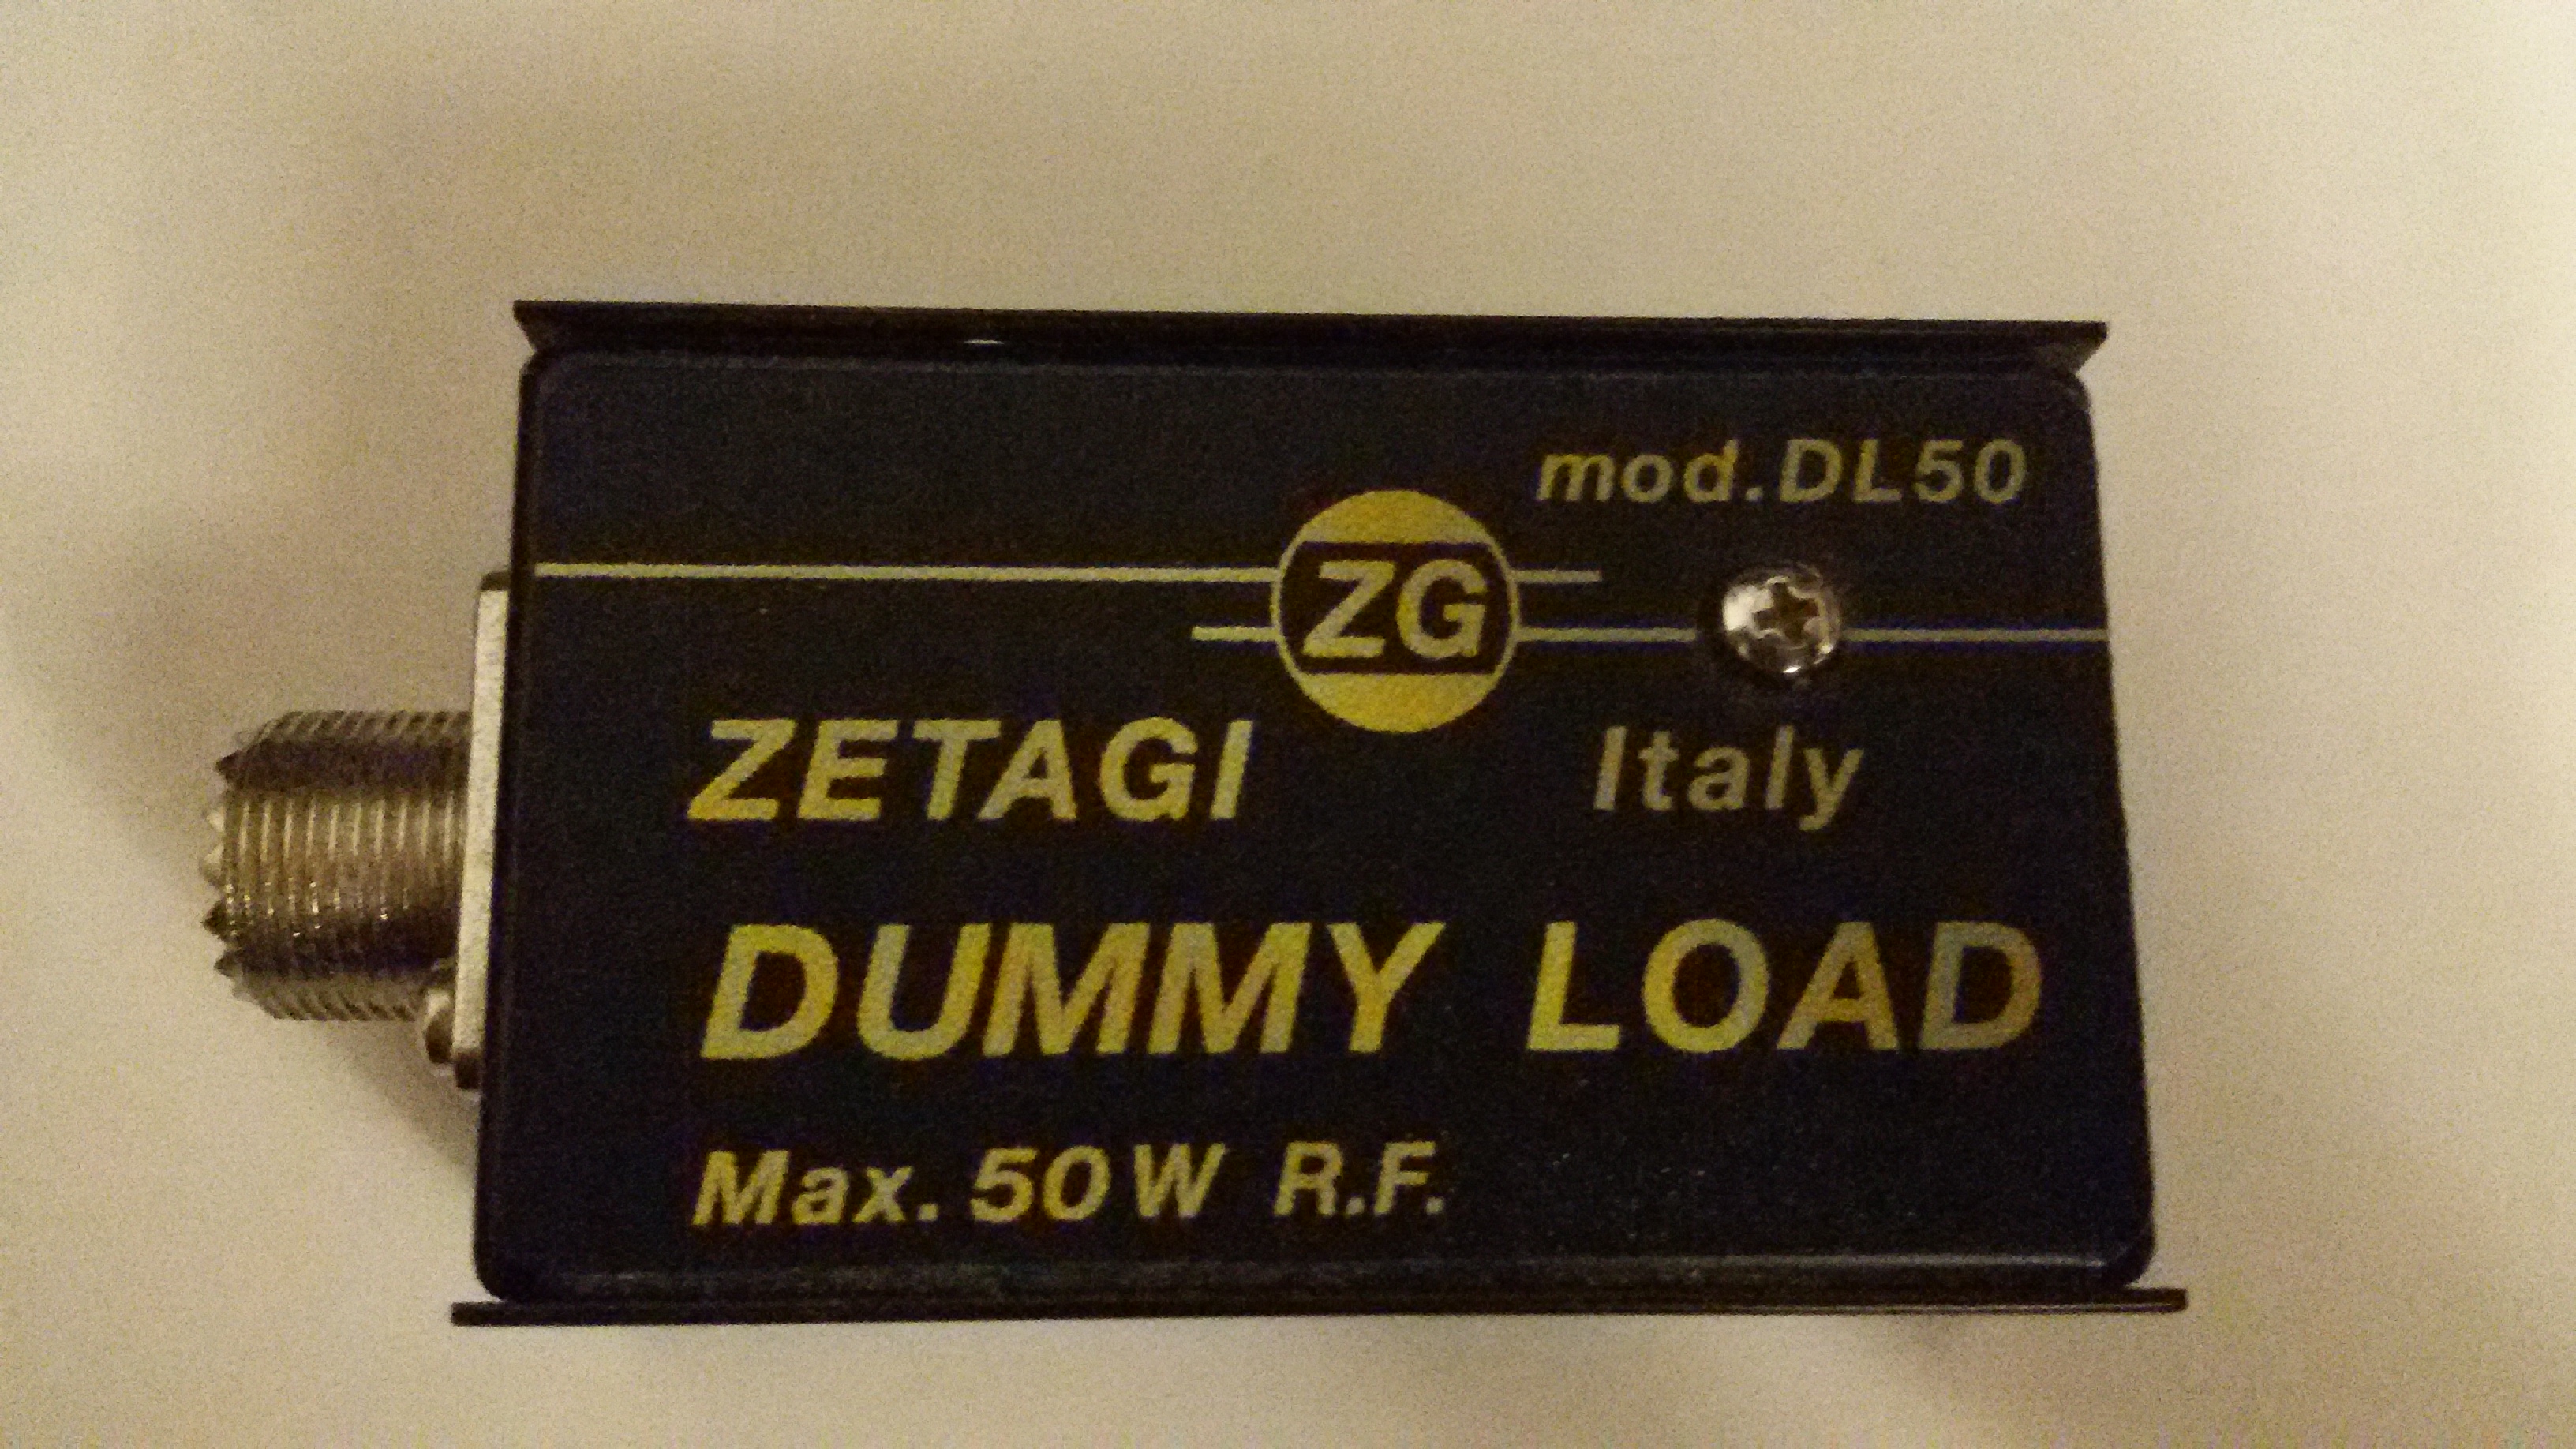 mod.DL50
ZG
ZETAGI Italy
DUMMY LOAD
Max. 50W R.F.